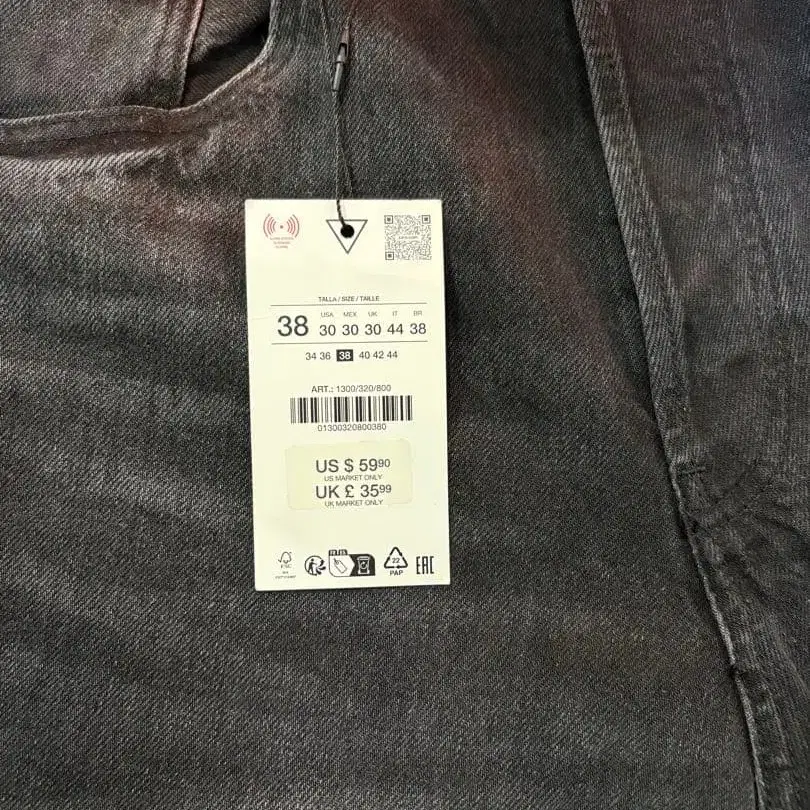 TALLA / SIZE / TAILLE
USA MEX UK IT BR
38 30 30 30 44 38
34 36 38 40 42 44
ART.: 1300/320/800
01300320800380
US $ 59.90
US MARKET ONLY
UK £ 35.99
UK MARKET ONLY
FSC
22
PAP
EAC